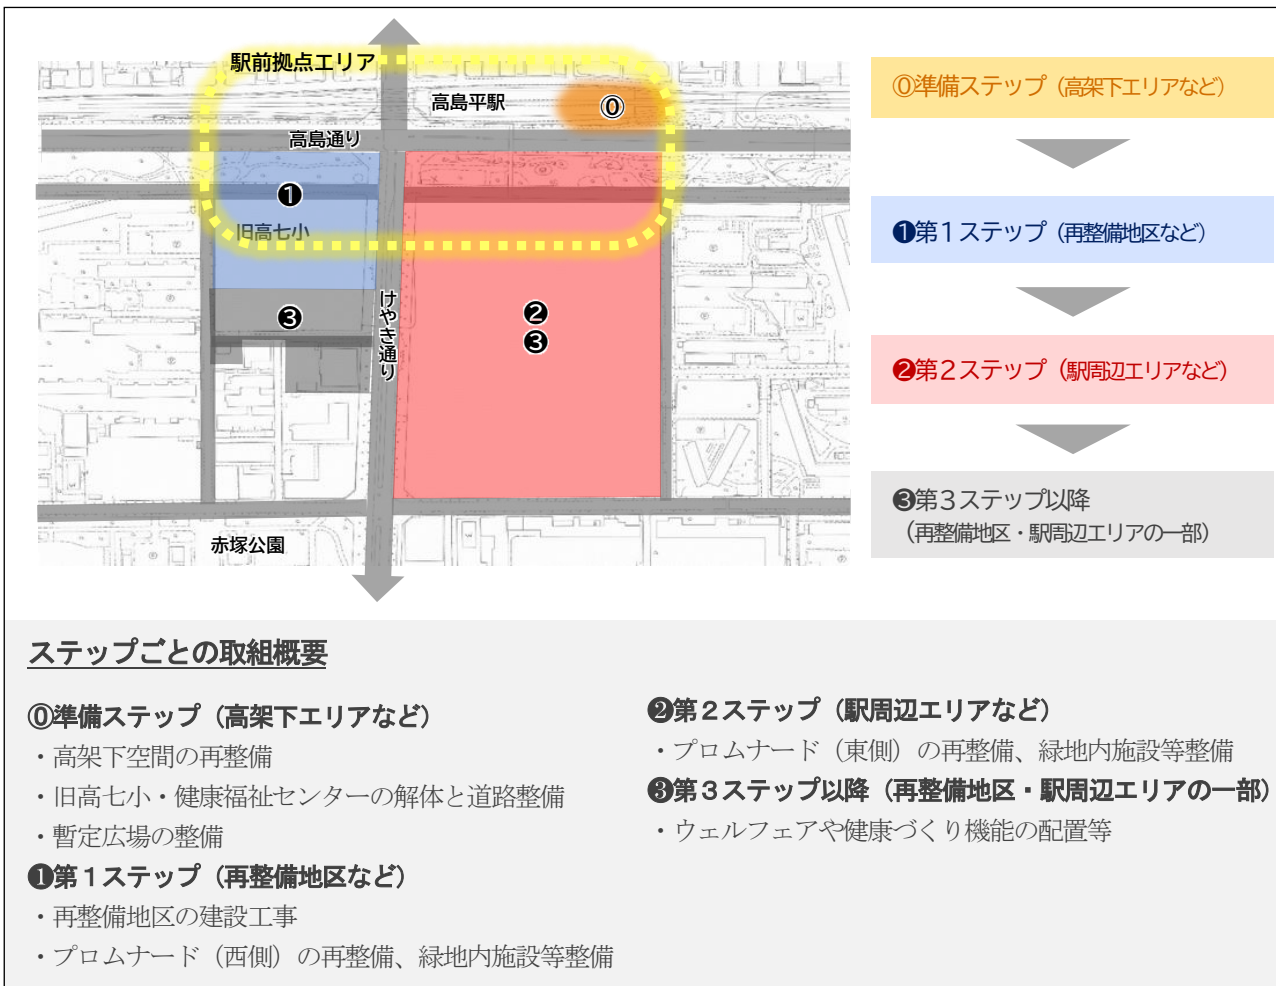 駅前拠点エリア
高島平駅
⓪
高島通り
❶
旧高七小
けやき通り
❸
❷
❸
赤塚公園
⓪準備ステップ（高架下エリアなど）
❶第１ステップ（再整備地区など）
❷第２ステップ（駅周辺エリアなど）
❸第３ステップ以降
（再整備地区・駅周辺エリアの一部）
ステップごとの取組概要
⓪準備ステップ（高架下エリアなど）
・高架下空間の再整備
・旧高七小・健康福祉センターの解体と道路整備
・暫定広場の整備
❶第１ステップ（再整備地区など）
・再整備地区の建設工事
・プロムナード（西側）の再整備、緑地内施設等整備
❷第２ステップ（駅周辺エリアなど）
・プロムナード（東側）の再整備、緑地内施設等整備
❸第３ステップ以降（再整備地区・駅周辺エリアの一部）
・ウェルフェアや健康づくり機能の配置等